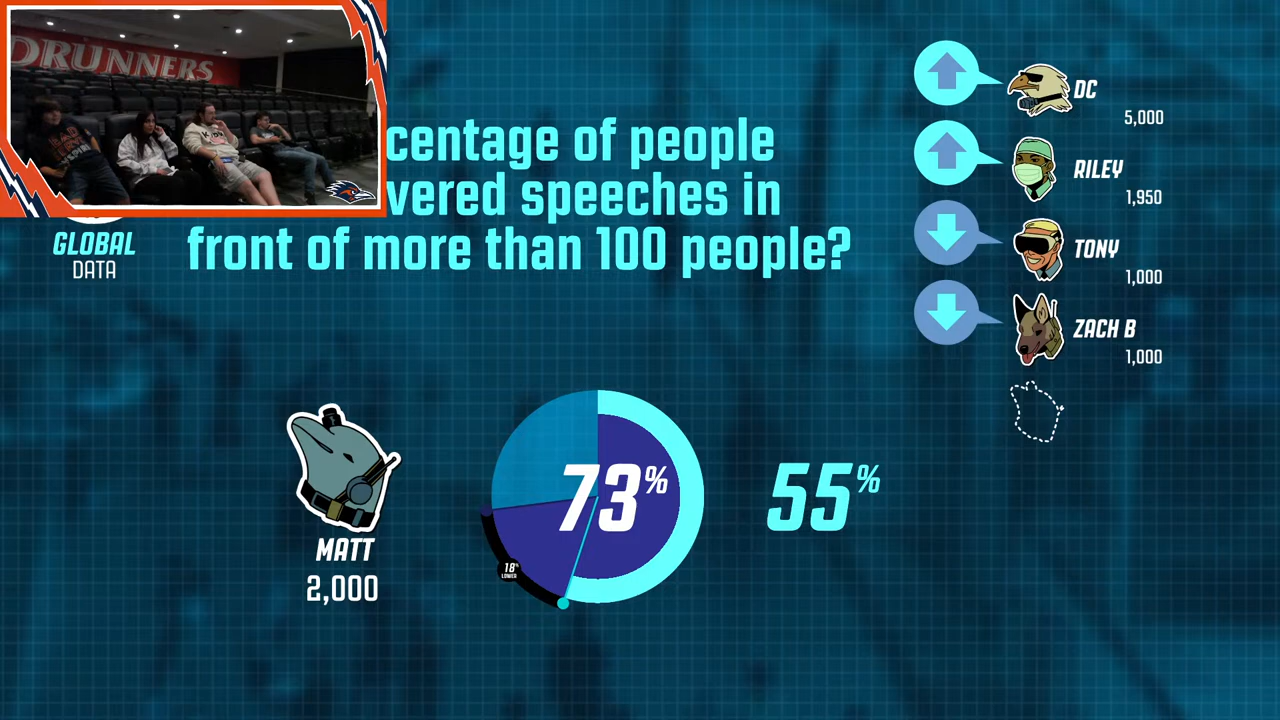 DRUNNERS
centage of people
vered speeches in
front of more than 100 people?
GLOBAL
DATA
DC
5,000
RILEY
1,950
TONY
1,000
ZACH B
1,000
MATT
2,000
73%
18%
LOWER
55%